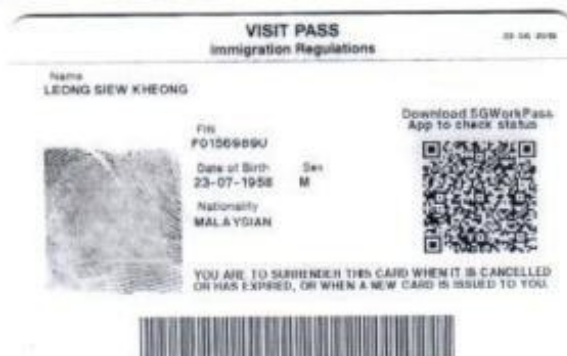 VISIT PASS
Immigration Regulations
Name
LEONG SIEW KHEONG
Download SGWorkPass
App to check status
FIN
F0156989U
Date of Birth Sex
23-07-1958 M
Nationality
MALAYSIAN
YOU ARE TO SURRENDER THIS CARD WHEN IT IS CANCELLED
OR HAS EXPIRED, OR WHEN A NEW CARD IS ISSUED TO YOU.